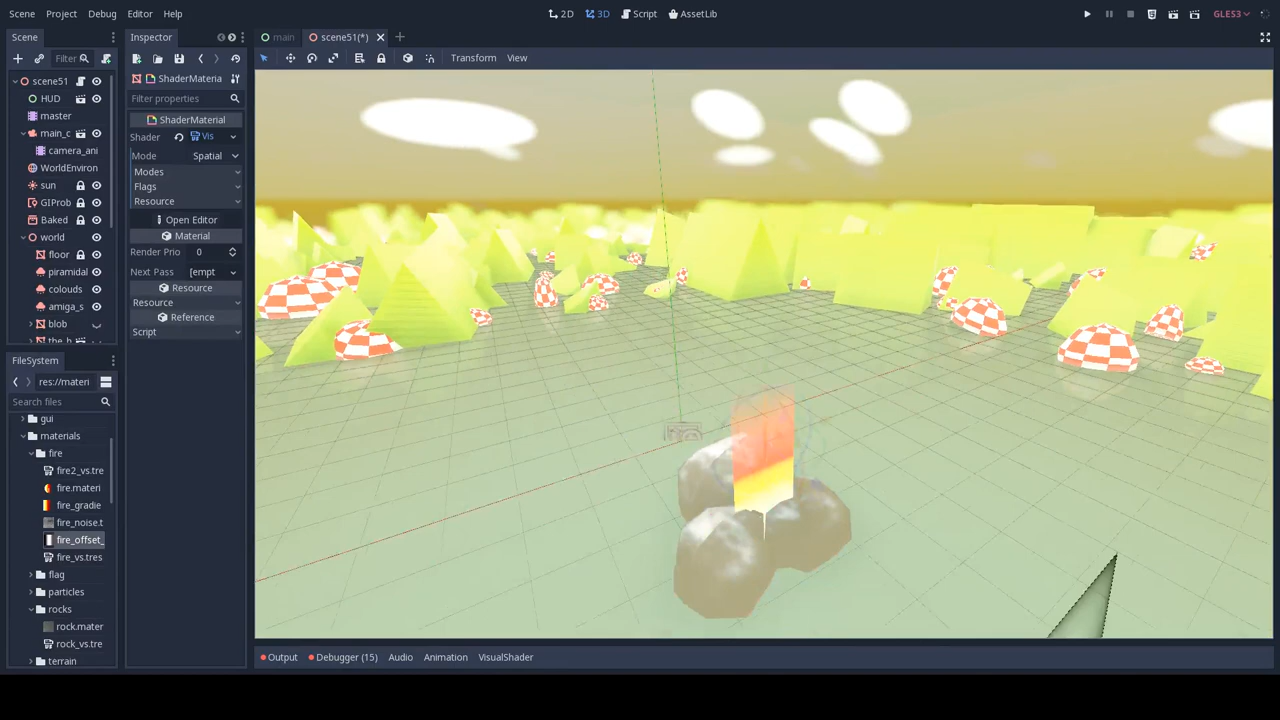 Scene Project Debug Editor Help
2D 3D Script AssetLib
GLES3
Scene
Filter
scene51
HUD
master
main_c
camera_ani
WorldEnviron
sun
GIProb
Baked
world
floor
piramidal
colouds
amiga_s
blob
the_h
FileSystem
res://materi
Search files
gui
materials
fire
fire2_vs.tre
fire.materi
fire_gradie
fire_noise.t
fire_offset_
fire_vs.tres
flag
particles
rocks
rock.mater
rock_vs.tre
terrain
Inspector
ShaderMateria
Filter properties
ShaderMaterial
Shader Vis
Mode Spatial
Modes
Flags
Resource
Open Editor
Material
Render Prio 0
Next Pass [empt
Resource
Resource
Reference
Script
main scene51(*)
Transform View
Output Debugger (15) Audio Animation VisualShader